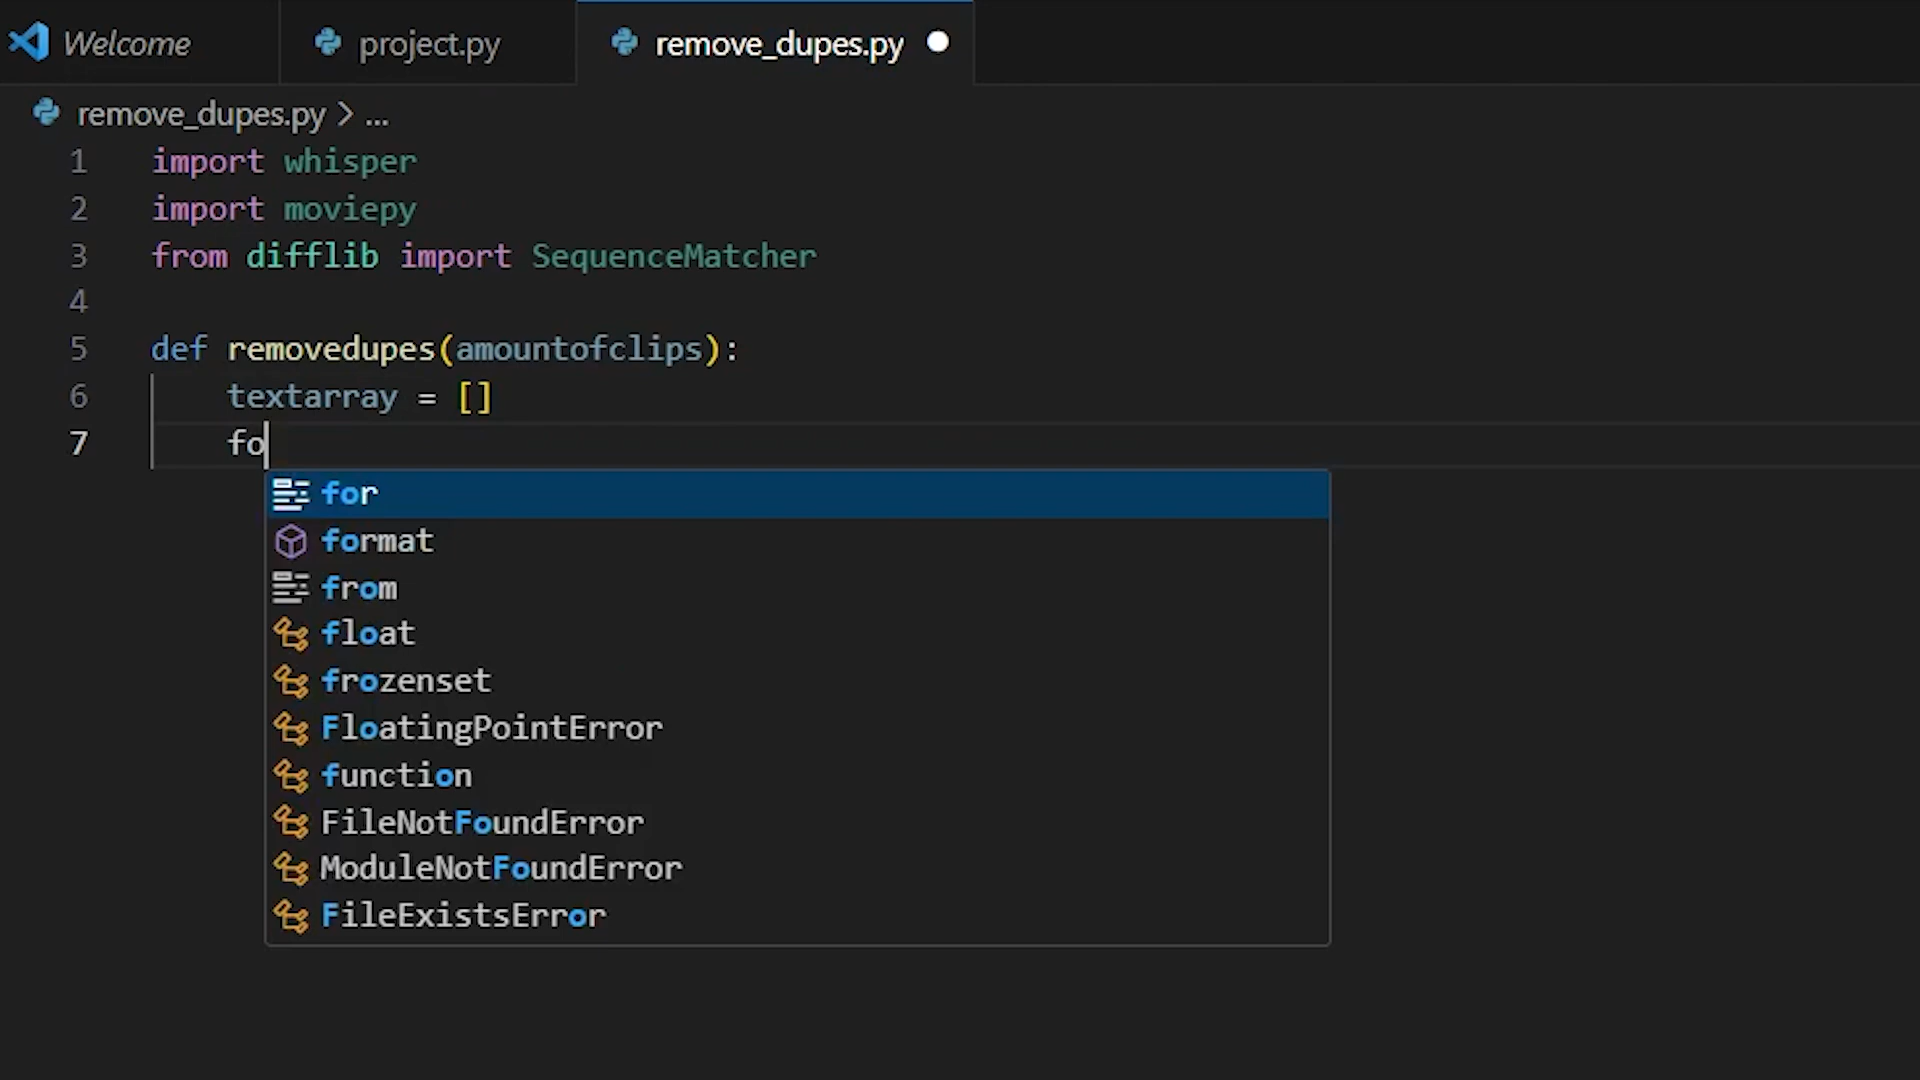 Welcome project.py remove_dupes.py
remove_dupes.py > ...
1 import whisper
2 import moviepy
3 from difflib import SequenceMatcher
4
5 def removedupes(amountofclips):
6 textarray = []
7 fo
for
format
from
float
frozenset
FloatingPointError
function
FileNotFoundError
ModuleNotFoundError
FileExistsError